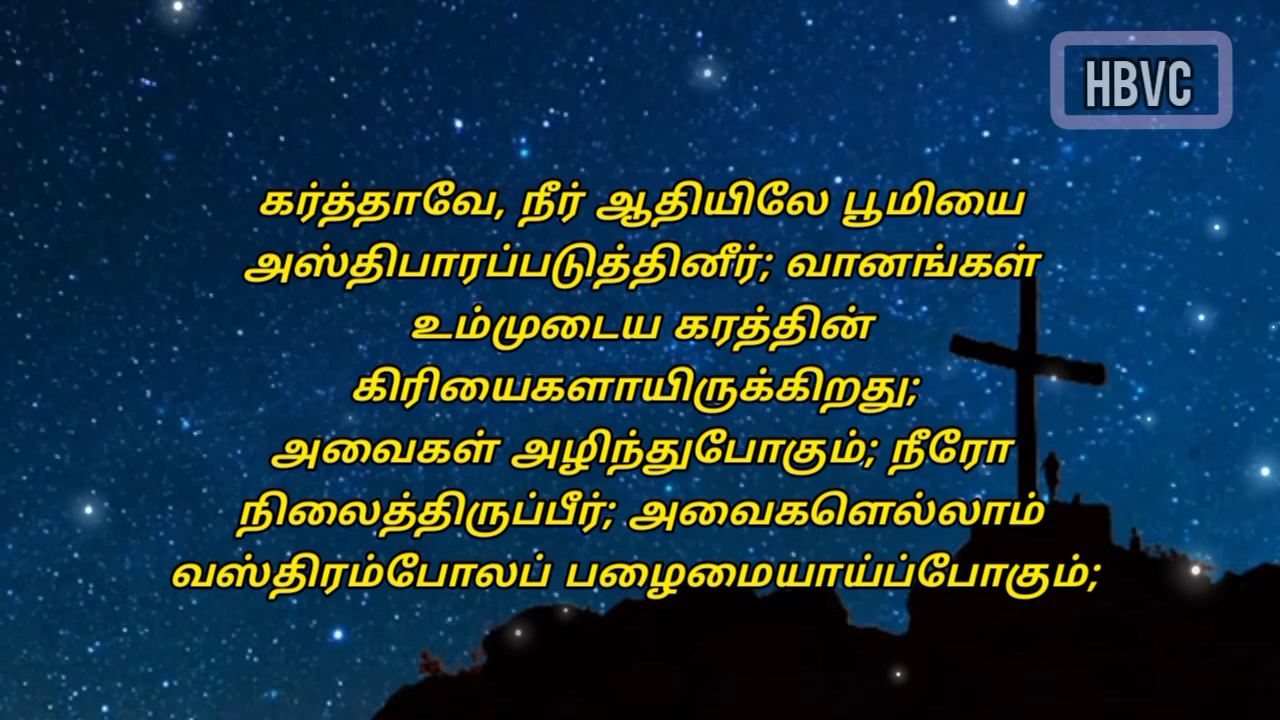 HBVC
கர்த்தாவே, நீர் ஆதியிலே பூமியை
அஸ்திபாரப்படுத்தினீர்; வானங்கள்
உம்முடைய கரத்தின்
கிரியைகளாயிருக்கிறது;
அவைகள் அழிந்துபோகும்; நீரோ
நிலைத்திருப்பீர்; அவைகளெல்லாம்
வஸ்திரம்போலப் பழைமையாய்ப்போகும்;